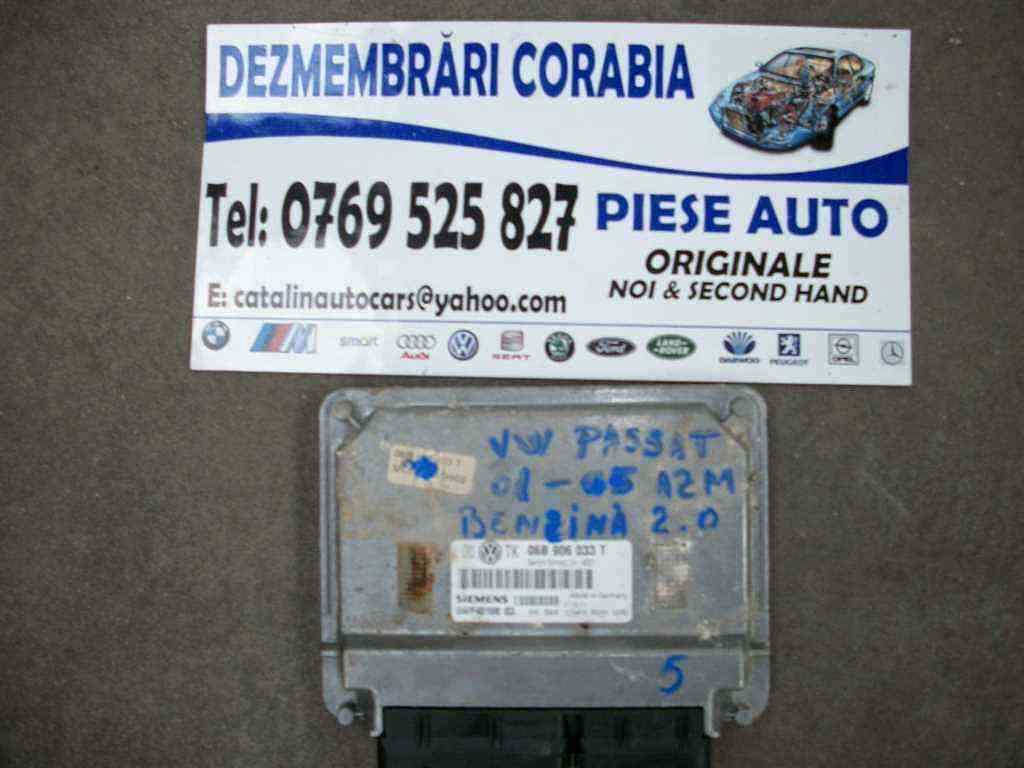 DEZMEMBRĂRI CORABIA
Tel: 0769 525 827
PIESE AUTO
ORIGINALE
NOI & SECOND HAND
E: catalinautocars@yahoo.com
smart Audi SEAT Ford LAND ROVER DAEWOO PEUGEOT OPEL
VW PASSAT
01-05 AZM
BENZINĂ 2.0
TK 06B 906 033 T
SIEMENS
Made in Germany
5